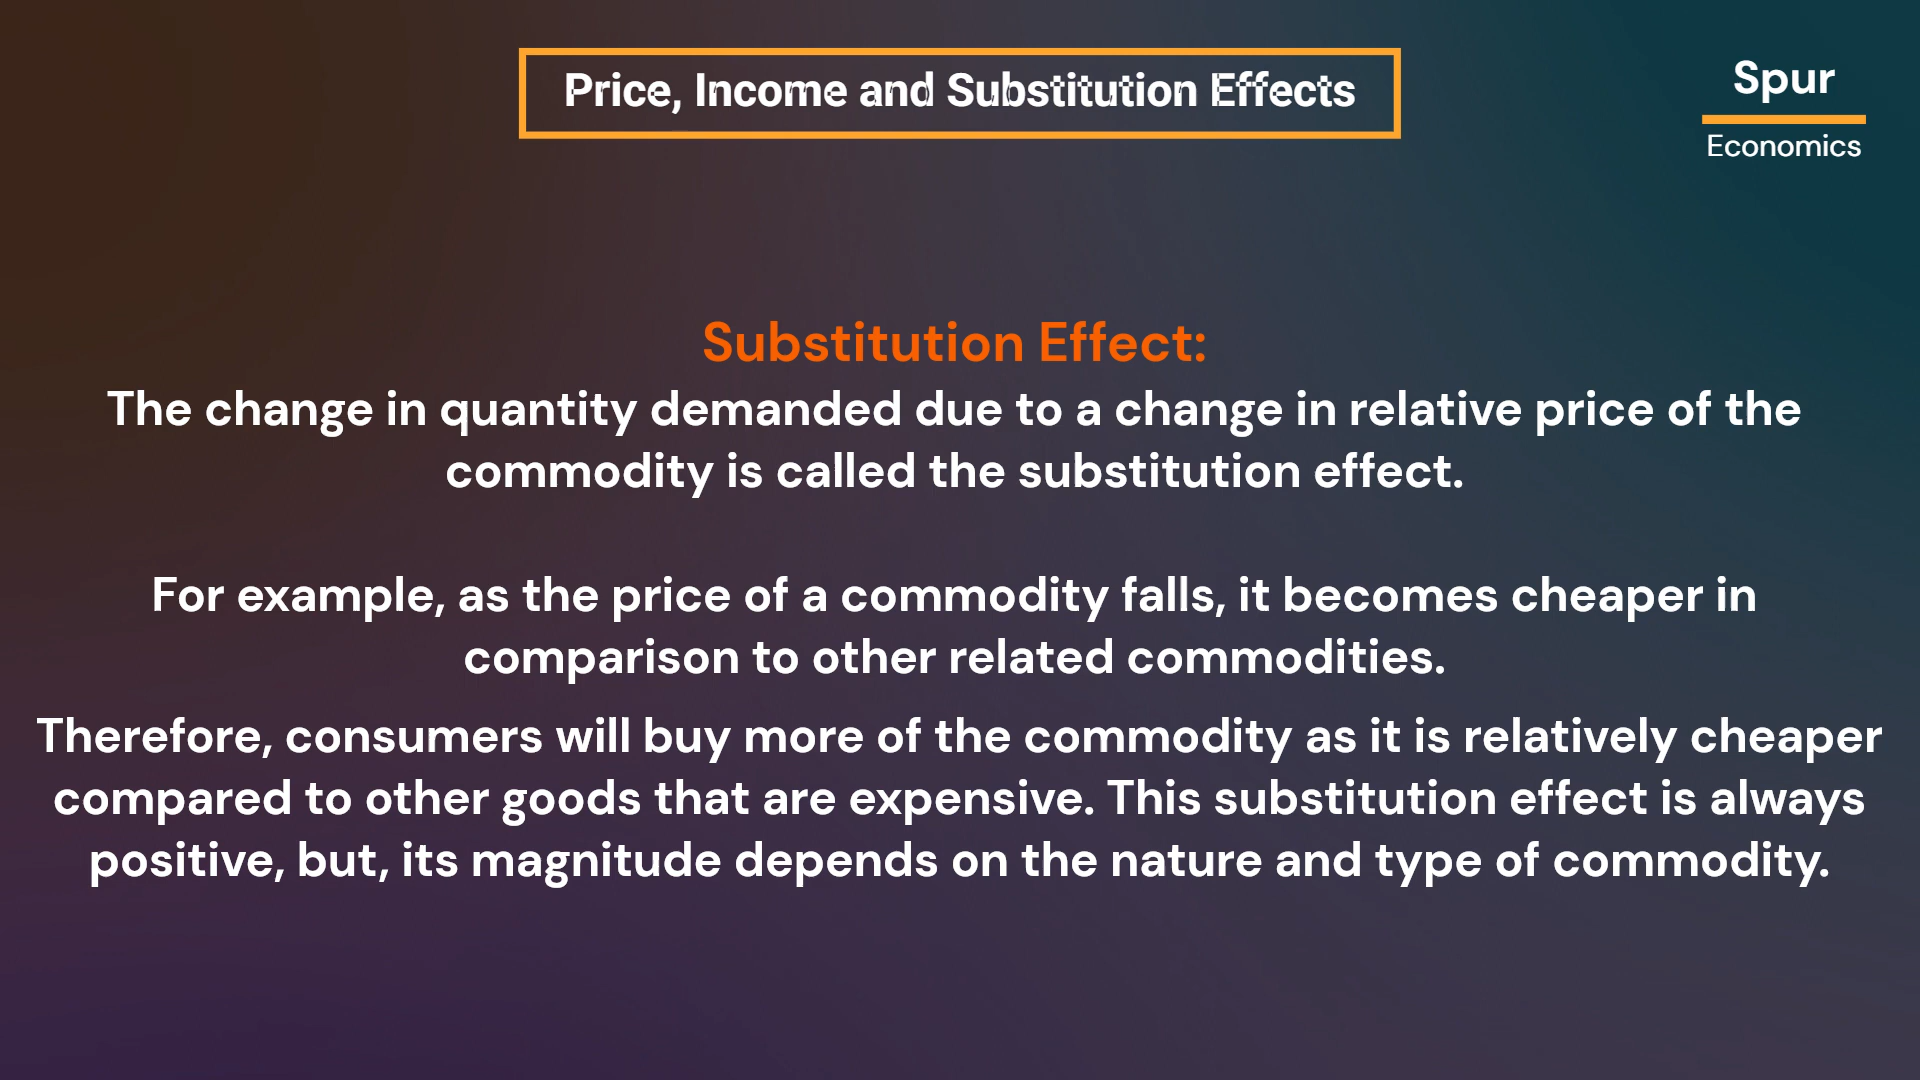 Price, Income and Substitution Effects
Spur
Economics
Substitution Effect:
The change in quantity demanded due to a change in relative price of the
commodity is called the substitution effect.
For example, as the price of a commodity falls, it becomes cheaper in
comparison to other related commodities.
Therefore, consumers will buy more of the commodity as it is relatively cheaper
compared to other goods that are expensive. This substitution effect is always
positive, but, its magnitude depends on the nature and type of commodity.